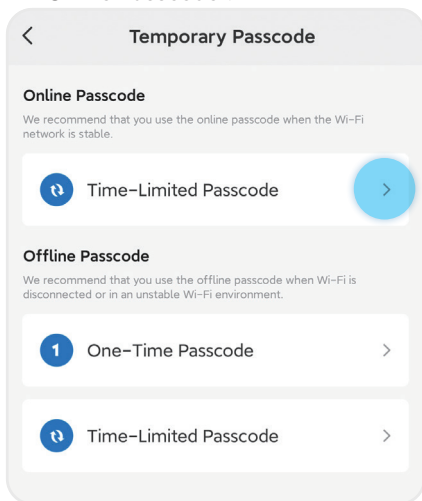 Temporary Passcode
Online Passcode
We recommend that you use the online passcode when the Wi-Fi
network is stable.
Time-Limited Passcode
Offline Passcode
We recommend that you use the offline passcode when Wi-Fi is
disconnected or in an unstable Wi-Fi environment.
1 One-Time Passcode
Time-Limited Passcode